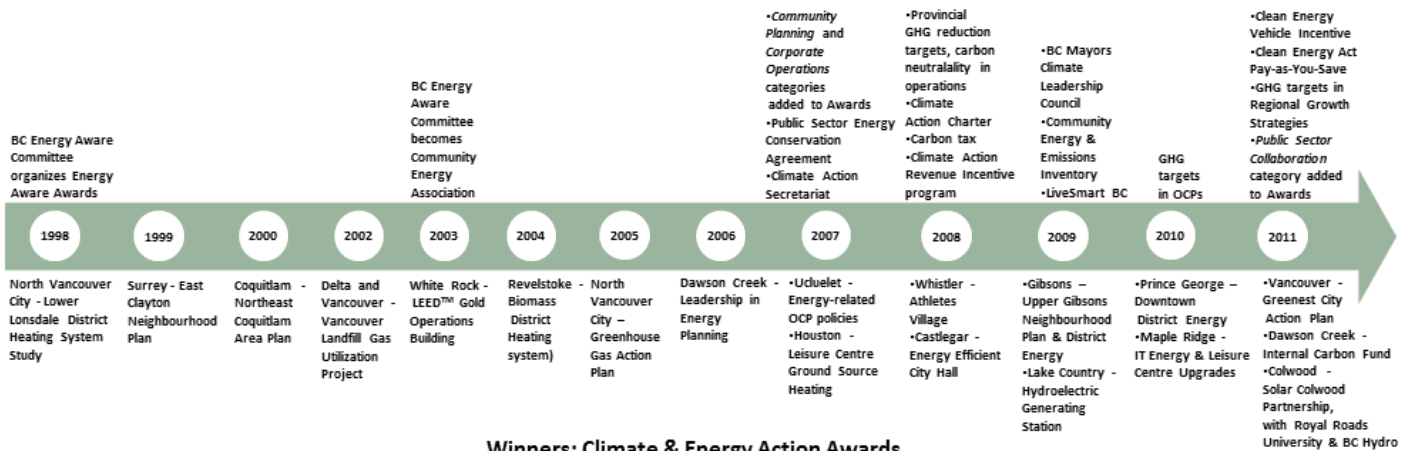 BC Energy Aware
Committee
organizes Energy
Aware Awards
BC Energy
Aware
Committee
becomes
Community
Energy
Association
•Community
Planning and
Corporate
Operations
categories
added to Awards
•Public Sector Energy
Conservation
Agreement
•Climate Action
Secretariat
•Provincial
GHG reduction
targets, carbon
neutralality in
operations
•Climate
Action Charter
•Carbon tax
•Climate Action
Revenue Incentive
program
•BC Mayors
Climate
Leadership
Council
•Community
Energy &
Emissions
Inventory
•LiveSmart BC
GHG
targets
in OCPs
•Clean Energy
Vehicle Incentive
•Clean Energy Act
Pay-as-You-Save
•GHG targets in
Regional Growth
Strategies
•Public Sector
Collaboration
category added
to Awards
1998
1999
2000
2002
2003
2004
2005
2006
2007
2008
2009
2010
2011
North Vancouver
City - Lower
Lonsdale District
Heating System
Study
Surrey - East
Clayton
Neighbourhood
Plan
Coquitlam -
Northeast
Coquitlam
Area Plan
Delta and
Vancouver -
Vancouver
Landfill Gas
Utilization
Project
White Rock -
LEED™ Gold
Operations
Building
Revelstoke -
Biomass
District
Heating
system)
North
Vancouver
City –
Greenhouse
Gas Action
Plan
Dawson Creek -
Leadership in
Energy
Planning
•Ucluelet -
Energy-related
OCP policies
•Houston -
Leisure Centre
Ground Source
Heating
•Whistler -
Athletes
Village
•Castlegar -
Energy Efficient
City Hall
•Gibsons –
Upper Gibsons
Neighbourhood
Plan & District
Energy
•Lake Country -
Hydroelectric
Generating
Station
•Prince George –
Downtown
District Energy
•Maple Ridge -
IT Energy & Leisure
Centre Upgrades
•Vancouver -
Greenest City
Action Plan
•Dawson Creek -
Internal Carbon Fund
•Colwood -
Solar Colwood
Partnership,
with Royal Roads
University & BC Hydro
Winners: Climate & Energy Action Awards